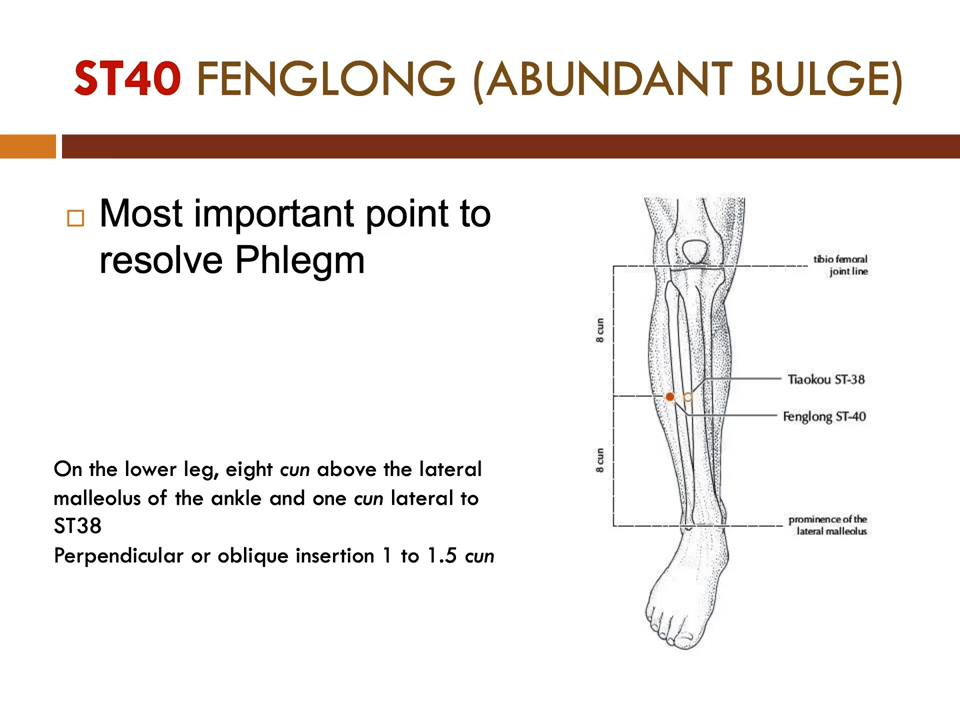 ST40 FENGLONG (ABUNDANT BULGE)
Most important point to
resolve Phlegm
On the lower leg, eight cun above the lateral
malleolus of the ankle and one cun lateral to
ST38
Perpendicular or oblique insertion 1 to 1.5 cun
tibio femoral
joint line
8 cun
Tiaokou ST-38
Fenglong ST-40
8 cun
prominence of the
lateral malleolus